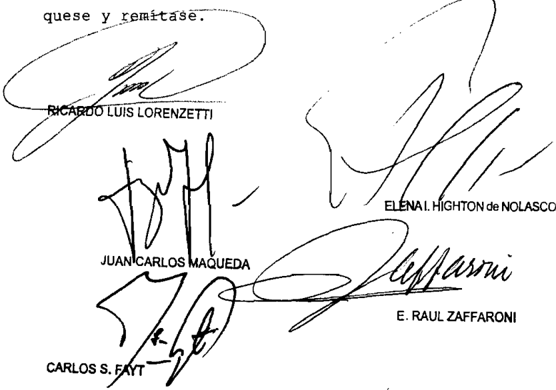 quese y remítase.
RICARDO LUIS LORENZETTI
ELENA I. HIGHTON de NOLASCO
JUAN CARLOS MAQUEDA
Zaffaroni
E. RAUL ZAFFARONI
CARLOS S. FAYT